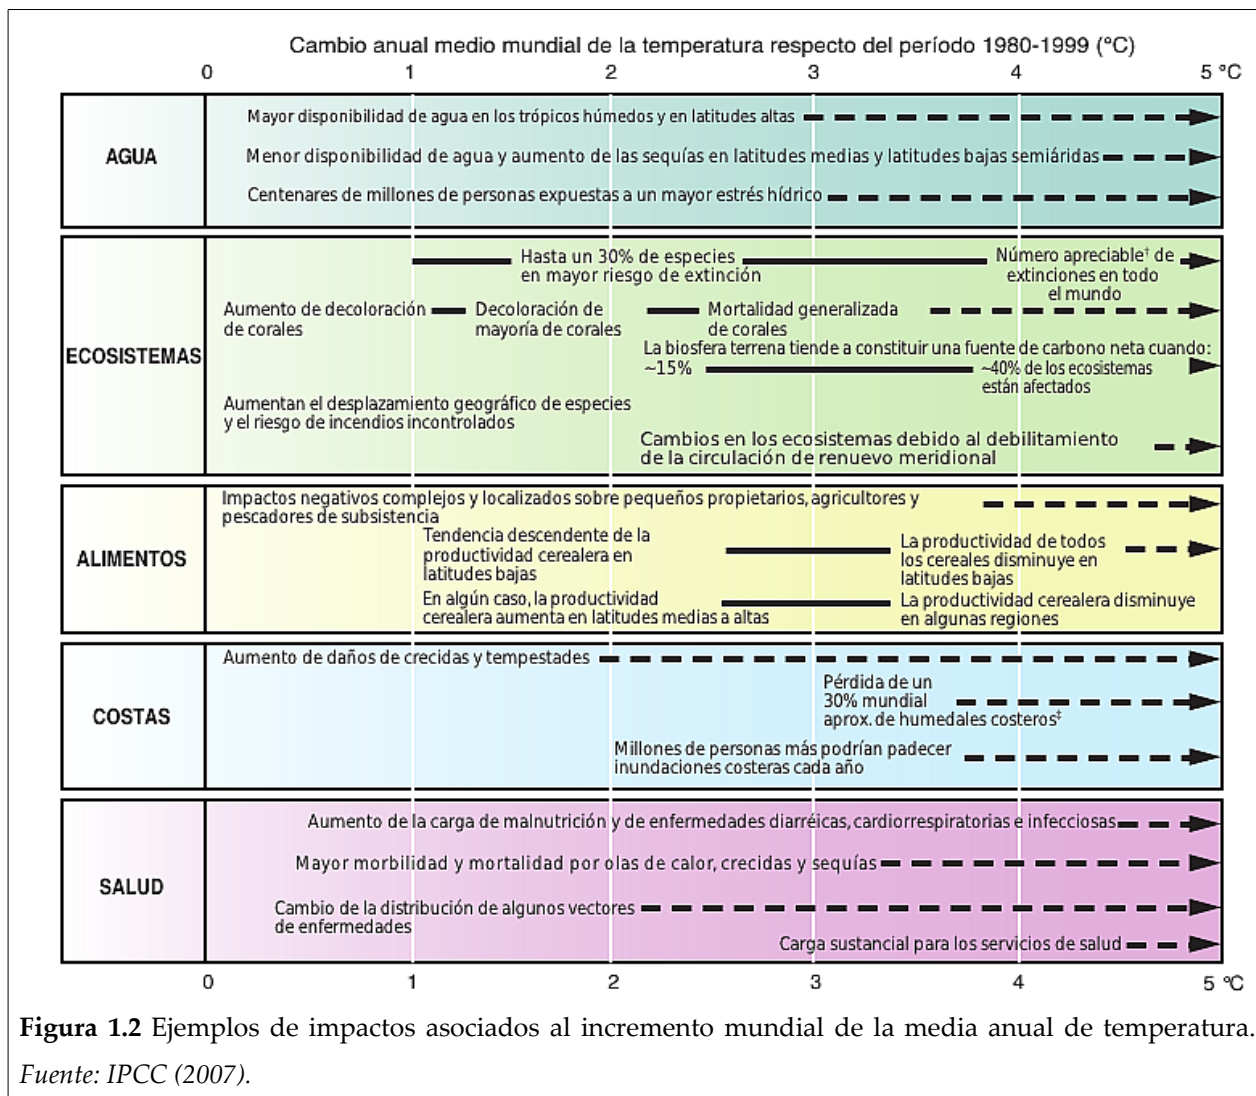 Cambio anual medio mundial de la temperatura respecto del período 1980-1999 (°C)
0 1 2 3 4 5 °C
AGUA
Mayor disponibilidad de agua en los trópicos húmedos y en latitudes altas
Menor disponibilidad de agua y aumento de las sequías en latitudes medias y latitudes bajas semiáridas
Centenares de millones de personas expuestas a un mayor estrés hídrico
ECOSISTEMAS
Hasta un 30% de especies
en mayor riesgo de extinción
Número apreciable† de
extinciones en todo
el mundo
Aumento de decoloración
de corales
Decoloración de
mayoría de corales
Mortalidad generalizada
de corales
La biosfera terrena tiende a constituir una fuente de carbono neta cuando:
~15%
~40% de los ecosistemas
están afectados
Aumentan el desplazamiento geográfico de especies
y el riesgo de incendios incontrolados
Cambios en los ecosistemas debido al debilitamiento
de la circulación de renuevo meridional
ALIMENTOS
Impactos negativos complejos y localizados sobre pequeños propietarios, agricultores y
pescadores de subsistencia
Tendencia descendente de la
productividad cerealera en
latitudes bajas
La productividad de todos
los cereales disminuye en
latitudes bajas
En algún caso, la productividad
cerealera aumenta en latitudes medias a altas
La productividad cerealera disminuye
en algunas regiones
COSTAS
Aumento de daños de crecidas y tempestades
Pérdida de un
30% mundial
aprox. de humedales costeros‡
Millones de personas más podrían padecer
inundaciones costeras cada año
SALUD
Aumento de la carga de malnutrición y de enfermedades diarréicas, cardiorrespiratorias e infecciosas
Mayor morbilidad y mortalidad por olas de calor, crecidas y sequías
Cambio de la distribución de algunos vectores
de enfermedades
Carga sustancial para los servicios de salud
0 1 2 3 4 5 °C
Figura 1.2 Ejemplos de impactos asociados al incremento mundial de la media anual de temperatura.
Fuente: IPCC (2007).